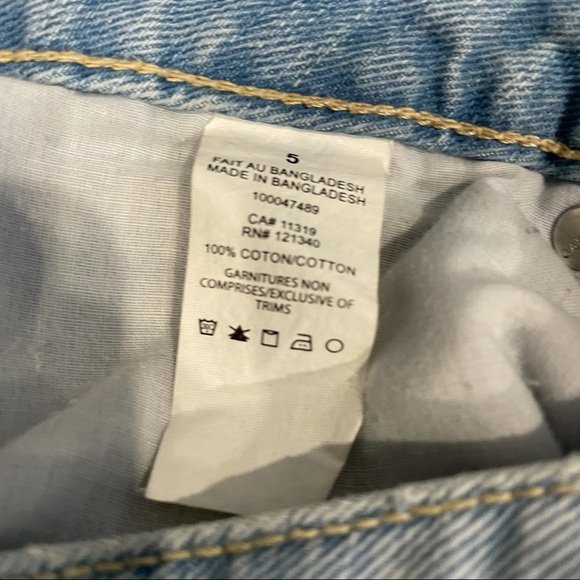 5
FAIT AU BANGLADESH
MADE IN BANGLADESH
100047489
CA# 11319
RN# 121340
100% COTON/COTTON
GARNITURES NON
COMPRISES/EXCLUSIVE OF
TRIMS